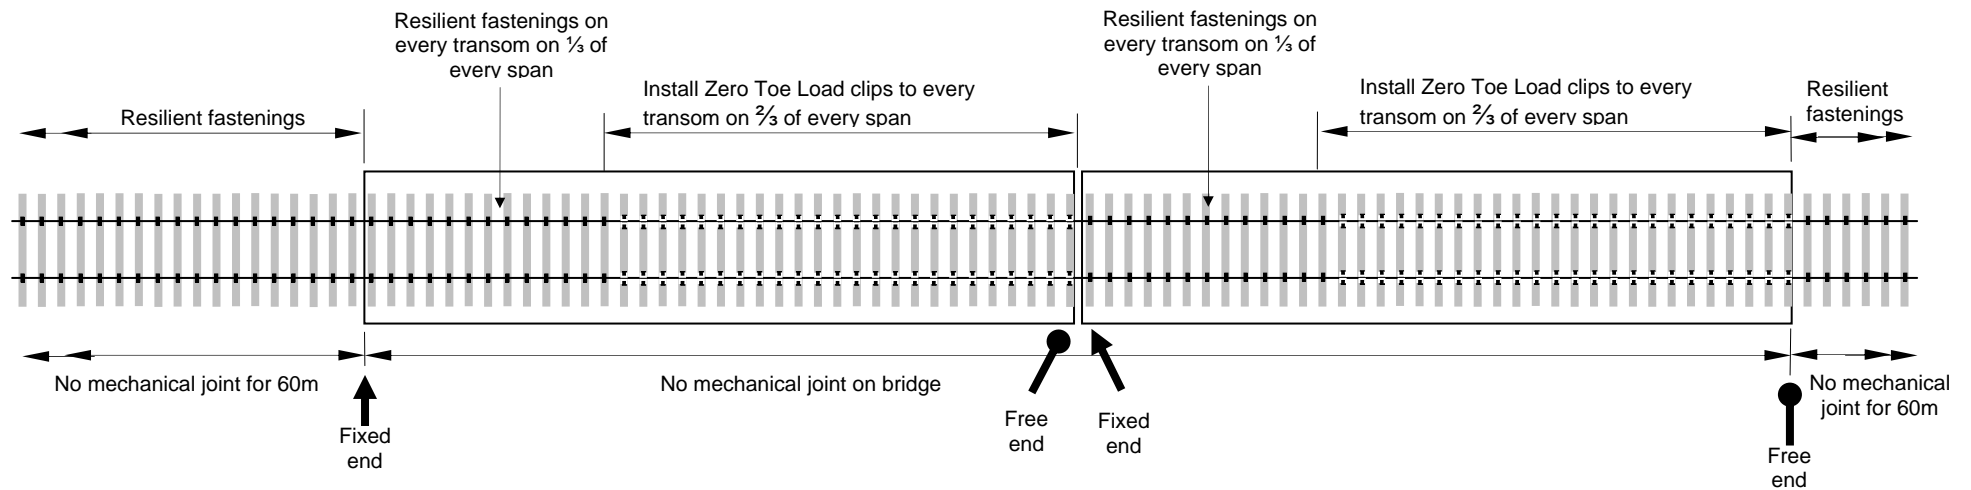 Resilient fastenings on
every transom on ⅓ of
every span
Resilient fastenings on
every transom on ⅓ of
every span
Install Zero Toe Load clips to every
transom on ⅔ of every span
Install Zero Toe Load clips to every
transom on ⅔ of every span
Resilient
fastenings
Resilient fastenings
No mechanical joint for 60m
No mechanical joint on bridge
No mechanical
joint for 60m
Free
end
Fixed
end
Fixed
end
Free
end